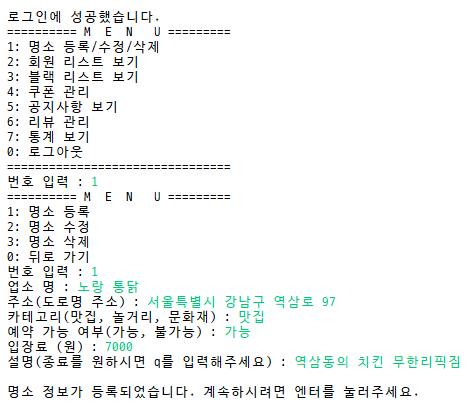 로그인에 성공했습니다.
========== M E N U =========
1: 명소 등록/수정/삭제
2: 회원 리스트 보기
3: 블랙 리스트 보기
4: 쿠폰 관리
5: 공지사항 보기
6: 리뷰 관리
7: 통계 보기
0: 로그아웃
================================
번호 입력 : 1
========== M E N U =========
1: 명소 등록
2: 명소 수정
3: 명소 삭제
0: 뒤로 가기
번호 입력 : 1
업소 명 : 노랑 통닭
주소(도로명 주소) : 서울특별시 강남구 역삼로 97
카테고리(맛집, 놀거리, 문화재) : 맛집
예약 가능 여부(가능, 불가능) : 가능
입장료 (원) : 7000
설명(종료를 원하시면 q를 입력해주세요) : 역삼동의 치킨 무한리픽짐
명소 정보가 등록되었습니다. 계속하시려면 엔터를 눌러주세요.